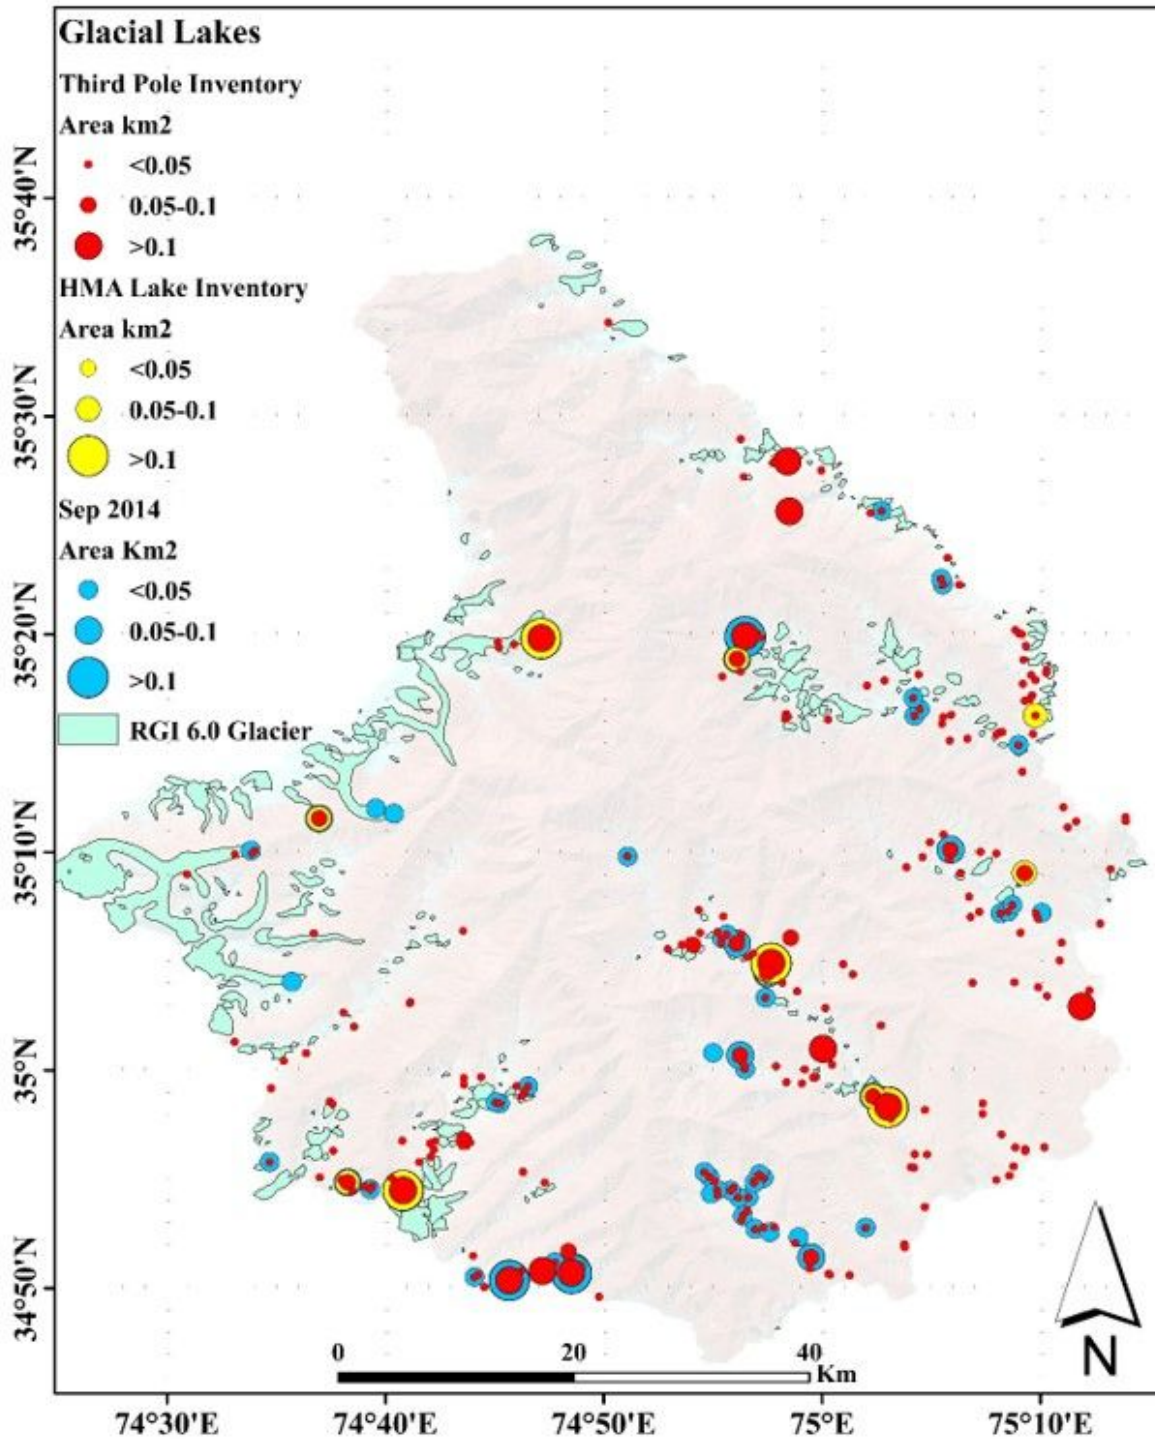 Glacial Lakes
Third Pole Inventory
Area km2
<0.05
0.05-0.1
>0.1
HMA Lake Inventory
Area km2
<0.05
0.05-0.1
>0.1
Sep 2014
Area Km2
<0.05
0.05-0.1
>0.1
RGI 6.0 Glacier
35°40'N
35°30'N
35°20'N
35°10'N
35°N
34°50'N
0 20 40
Km
N
74°30'E 74°40'E 74°50'E 75°E 75°10'E